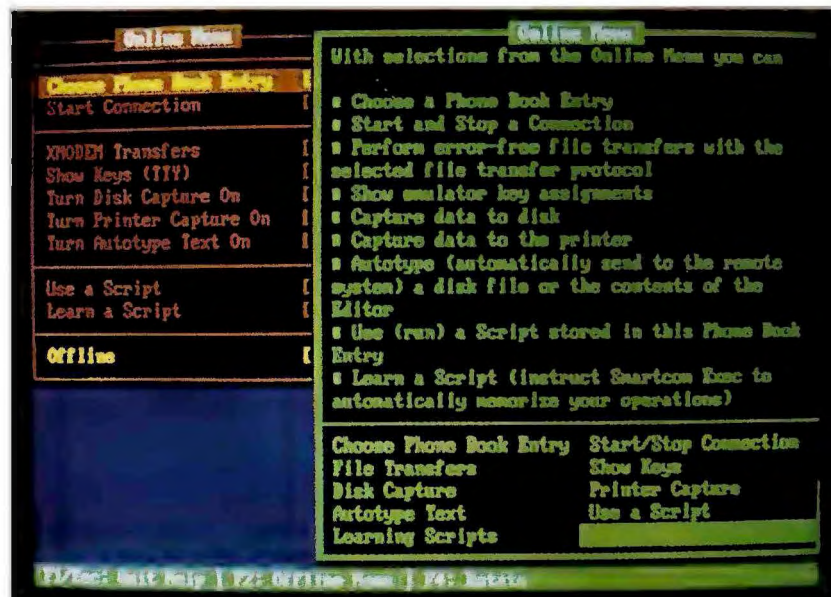 Online Menu
Choose Phone Book Entry [
Start Connection [
XMODEM Transfers [
Show Keys (TTY) [
Turn Disk Capture On [
Turn Printer Capture On [
Turn Autotype Text On [
Use a Script [
Learn a Script [
Offline [
Online Menu
With selections from the Online Menu you can
■ Choose a Phone Book Entry
■ Start and Stop a Connection
■ Perform error-free file transfers with the
selected file transfer protocol
■ Show emulator key assignments
■ Capture data to disk
■ Capture data to the printer
■ Autotype (automatically send to the remote
system) a disk file or the contents of the
Editor
■ Use (run) a Script stored in this Phone Book
Entry
■ Learn a Script (instruct Smartcom Exec to
automatically memorize your operations)
Choose Phone Book Entry Start/Stop Connection
File Transfers Show Keys
Disk Capture Printer Capture
Autotype Text Use a Script
Learning Scripts